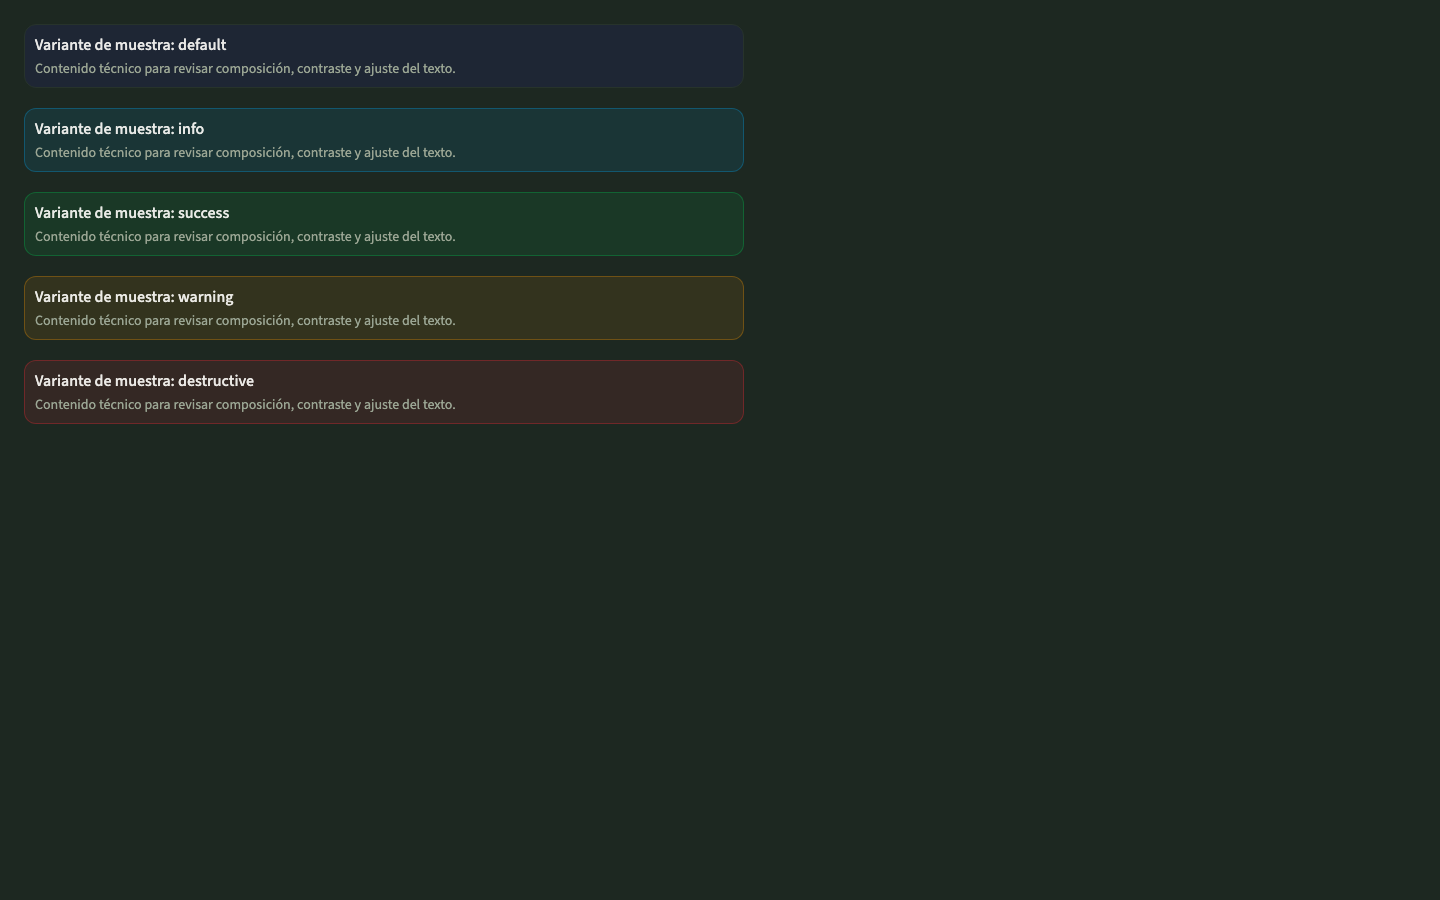 Variante de muestra: default
Contenido técnico para revisar composición, contraste y ajuste del texto.
Variante de muestra: info
Contenido técnico para revisar composición, contraste y ajuste del texto.
Variante de muestra: success
Contenido técnico para revisar composición, contraste y ajuste del texto.
Variante de muestra: warning
Contenido técnico para revisar composición, contraste y ajuste del texto.
Variante de muestra: destructive
Contenido técnico para revisar composición, contraste y ajuste del texto.